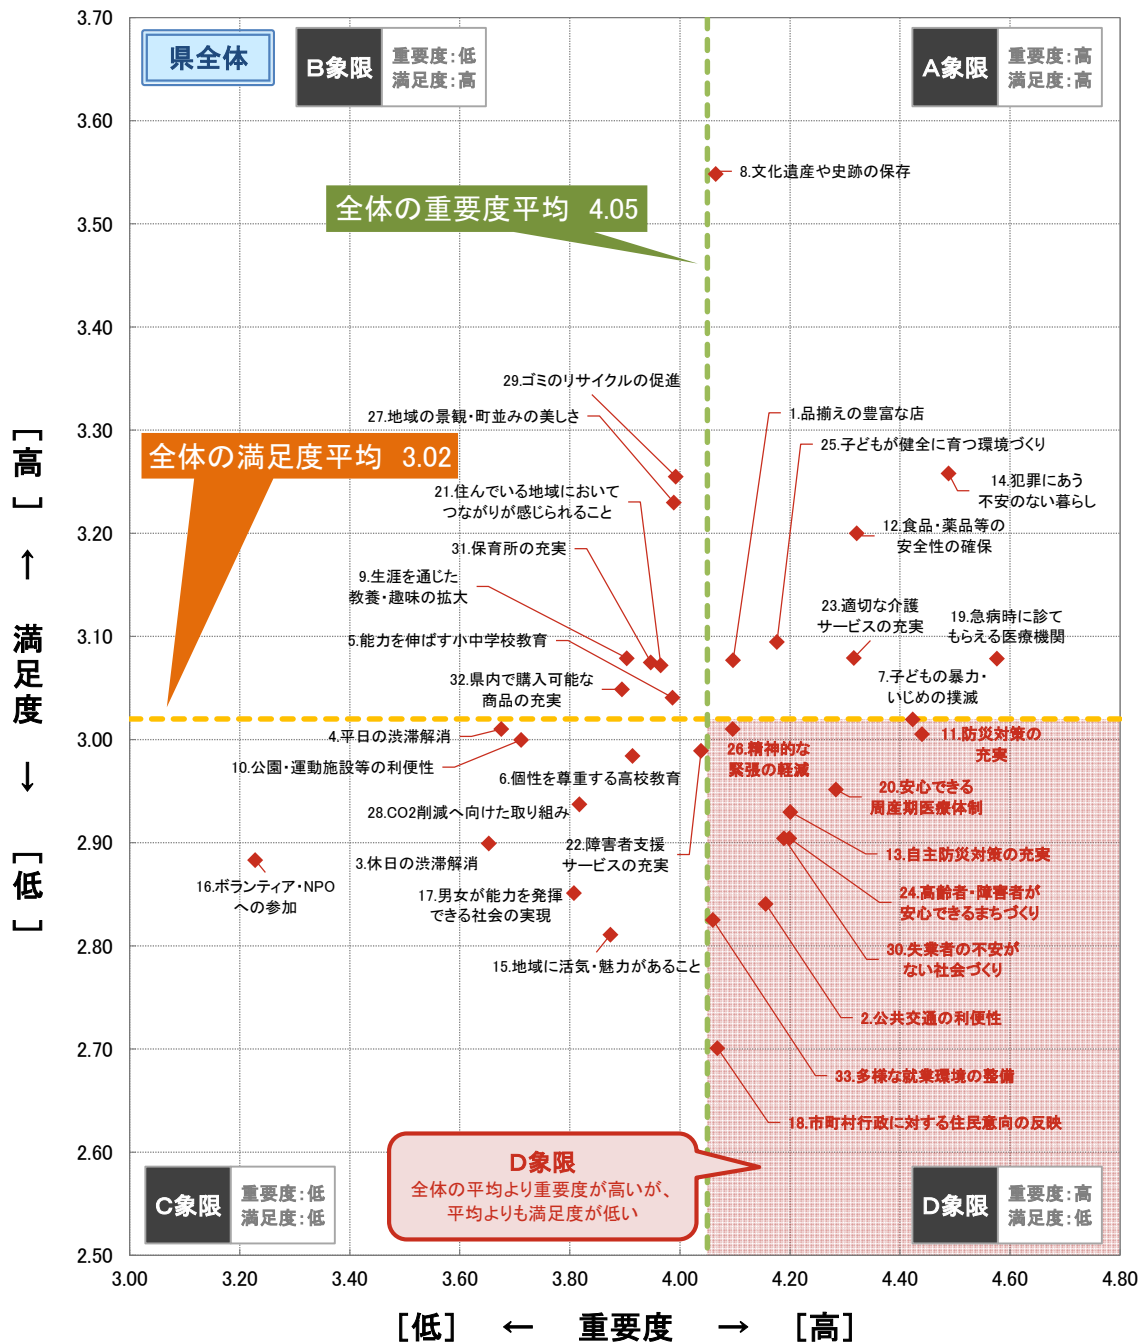 県全体
B象限
重要度：低
満足度：高
A象限
重要度：高
満足度：高
3.70
3.60
3.50
3.40
3.30
3.20
3.10
3.00
2.90
2.80
2.70
2.60
2.50
8.文化遺産や史跡の保存
全体の重要度平均 4.05
29.ゴミのリサイクルの促進
27.地域の景観・町並みの美しさ
1.品揃えの豊富な店
25.子どもが健全に育つ環境づくり
全体の満足度平均 3.02
14.犯罪にあう
不安のない暮らし
21.住んでいる地域において
つながりが感じられること
12.食品・薬品等の
安全性の確保
31.保育所の充実
9.生涯を通じた
教養・趣味の拡大
23.適切な介護
サービスの充実
19.急病時に診て
もらえる医療機関
5.能力を伸ばす小中学校教育
32.県内で購入可能な
商品の充実
7.子どもの暴力・
いじめの撲滅
4.平日の渋滞解消
10.公園・運動施設等の利便性
6.個性を尊重する高校教育
26.精神的な
緊張の軽減
11.防災対策の
充実
20.安心できる
周産期医療体制
28.CO2削減へ向けた取り組み
22.障害者支援
サービスの充実
13.自主防災対策の充実
3.休日の渋滞解消
16.ボランティア・NPO
への参加
17.男女が能力を発揮
できる社会の実現
24.高齢者・障害者が
安心できるまちづくり
30.失業者の不安が
ない社会づくり
15.地域に活気・魅力があること
2.公共交通の利便性
33.多様な就業環境の整備
18.市町村行政に対する住民意向の反映
D象限
全体の平均より重要度が高いが、
平均よりも満足度が低い
C象限
重要度：低
満足度：低
D象限
重要度：高
満足度：低
3.00 3.20 3.40 3.60 3.80 4.00 4.20 4.40 4.60 4.80
［高］ ↑ 満足度 ↓ ［低］
［低］ ← 重要度 → ［高］